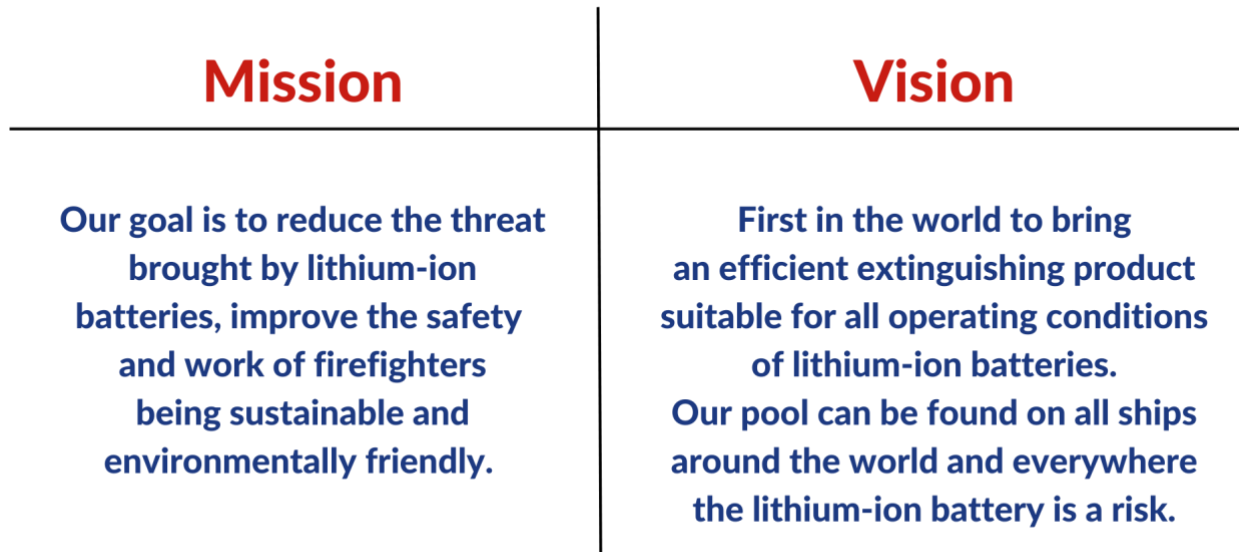 Mission
Our goal is to reduce the threat
brought by lithium-ion
batteries, improve the safety
and work of firefighters
being sustainable and
environmentally friendly.
Vision
First in the world to bring
an efficient extinguishing product
suitable for all operating conditions
of lithium-ion batteries.
Our pool can be found on all ships
around the world and everywhere
the lithium-ion battery is a risk.